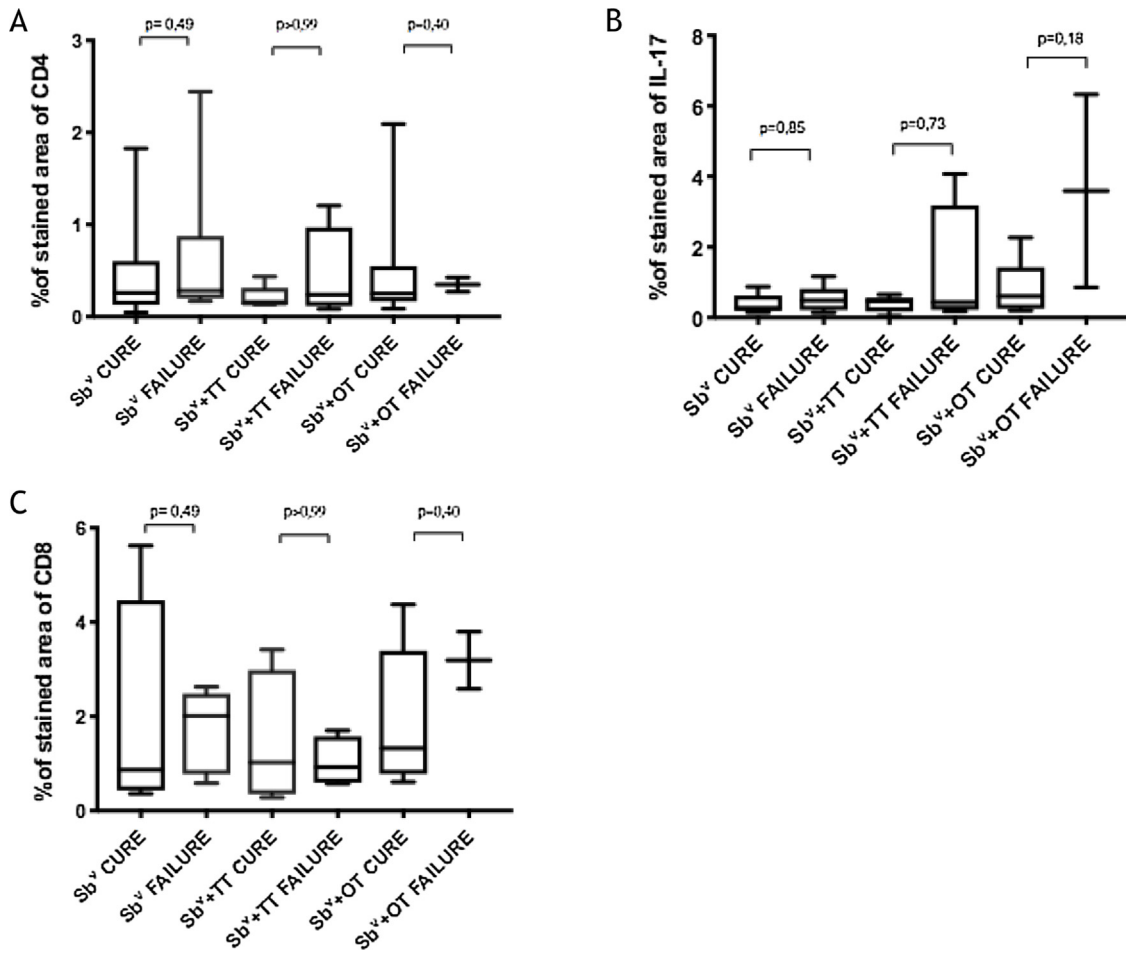 A
p= 0,49
p>0,99
p=0,40
3
2
1
0
%of stained area of CD4
Sbᵛ CURE
Sbᵛ FAILURE
Sbᵛ+TT CURE
Sbᵛ+TT FAILURE
Sbᵛ+OT CURE
Sbᵛ+OT FAILURE
B
p=0,85
p=0,73
p=0,18
8
6
4
2
0
%of stained area of IL-17
Sbᵛ CURE
Sbᵛ FAILURE
Sbᵛ+TT CURE
Sbᵛ+TT FAILURE
Sbᵛ+OT CURE
Sbᵛ+OT FAILURE
C
p= 0,49
p>0,99
p=0,40
6
4
2
0
%of stained area of CD8
Sbᵛ CURE
Sbᵛ FAILURE
Sbᵛ+TT CURE
Sbᵛ+TT FAILURE
Sbᵛ+OT CURE
Sbᵛ+OT FAILURE